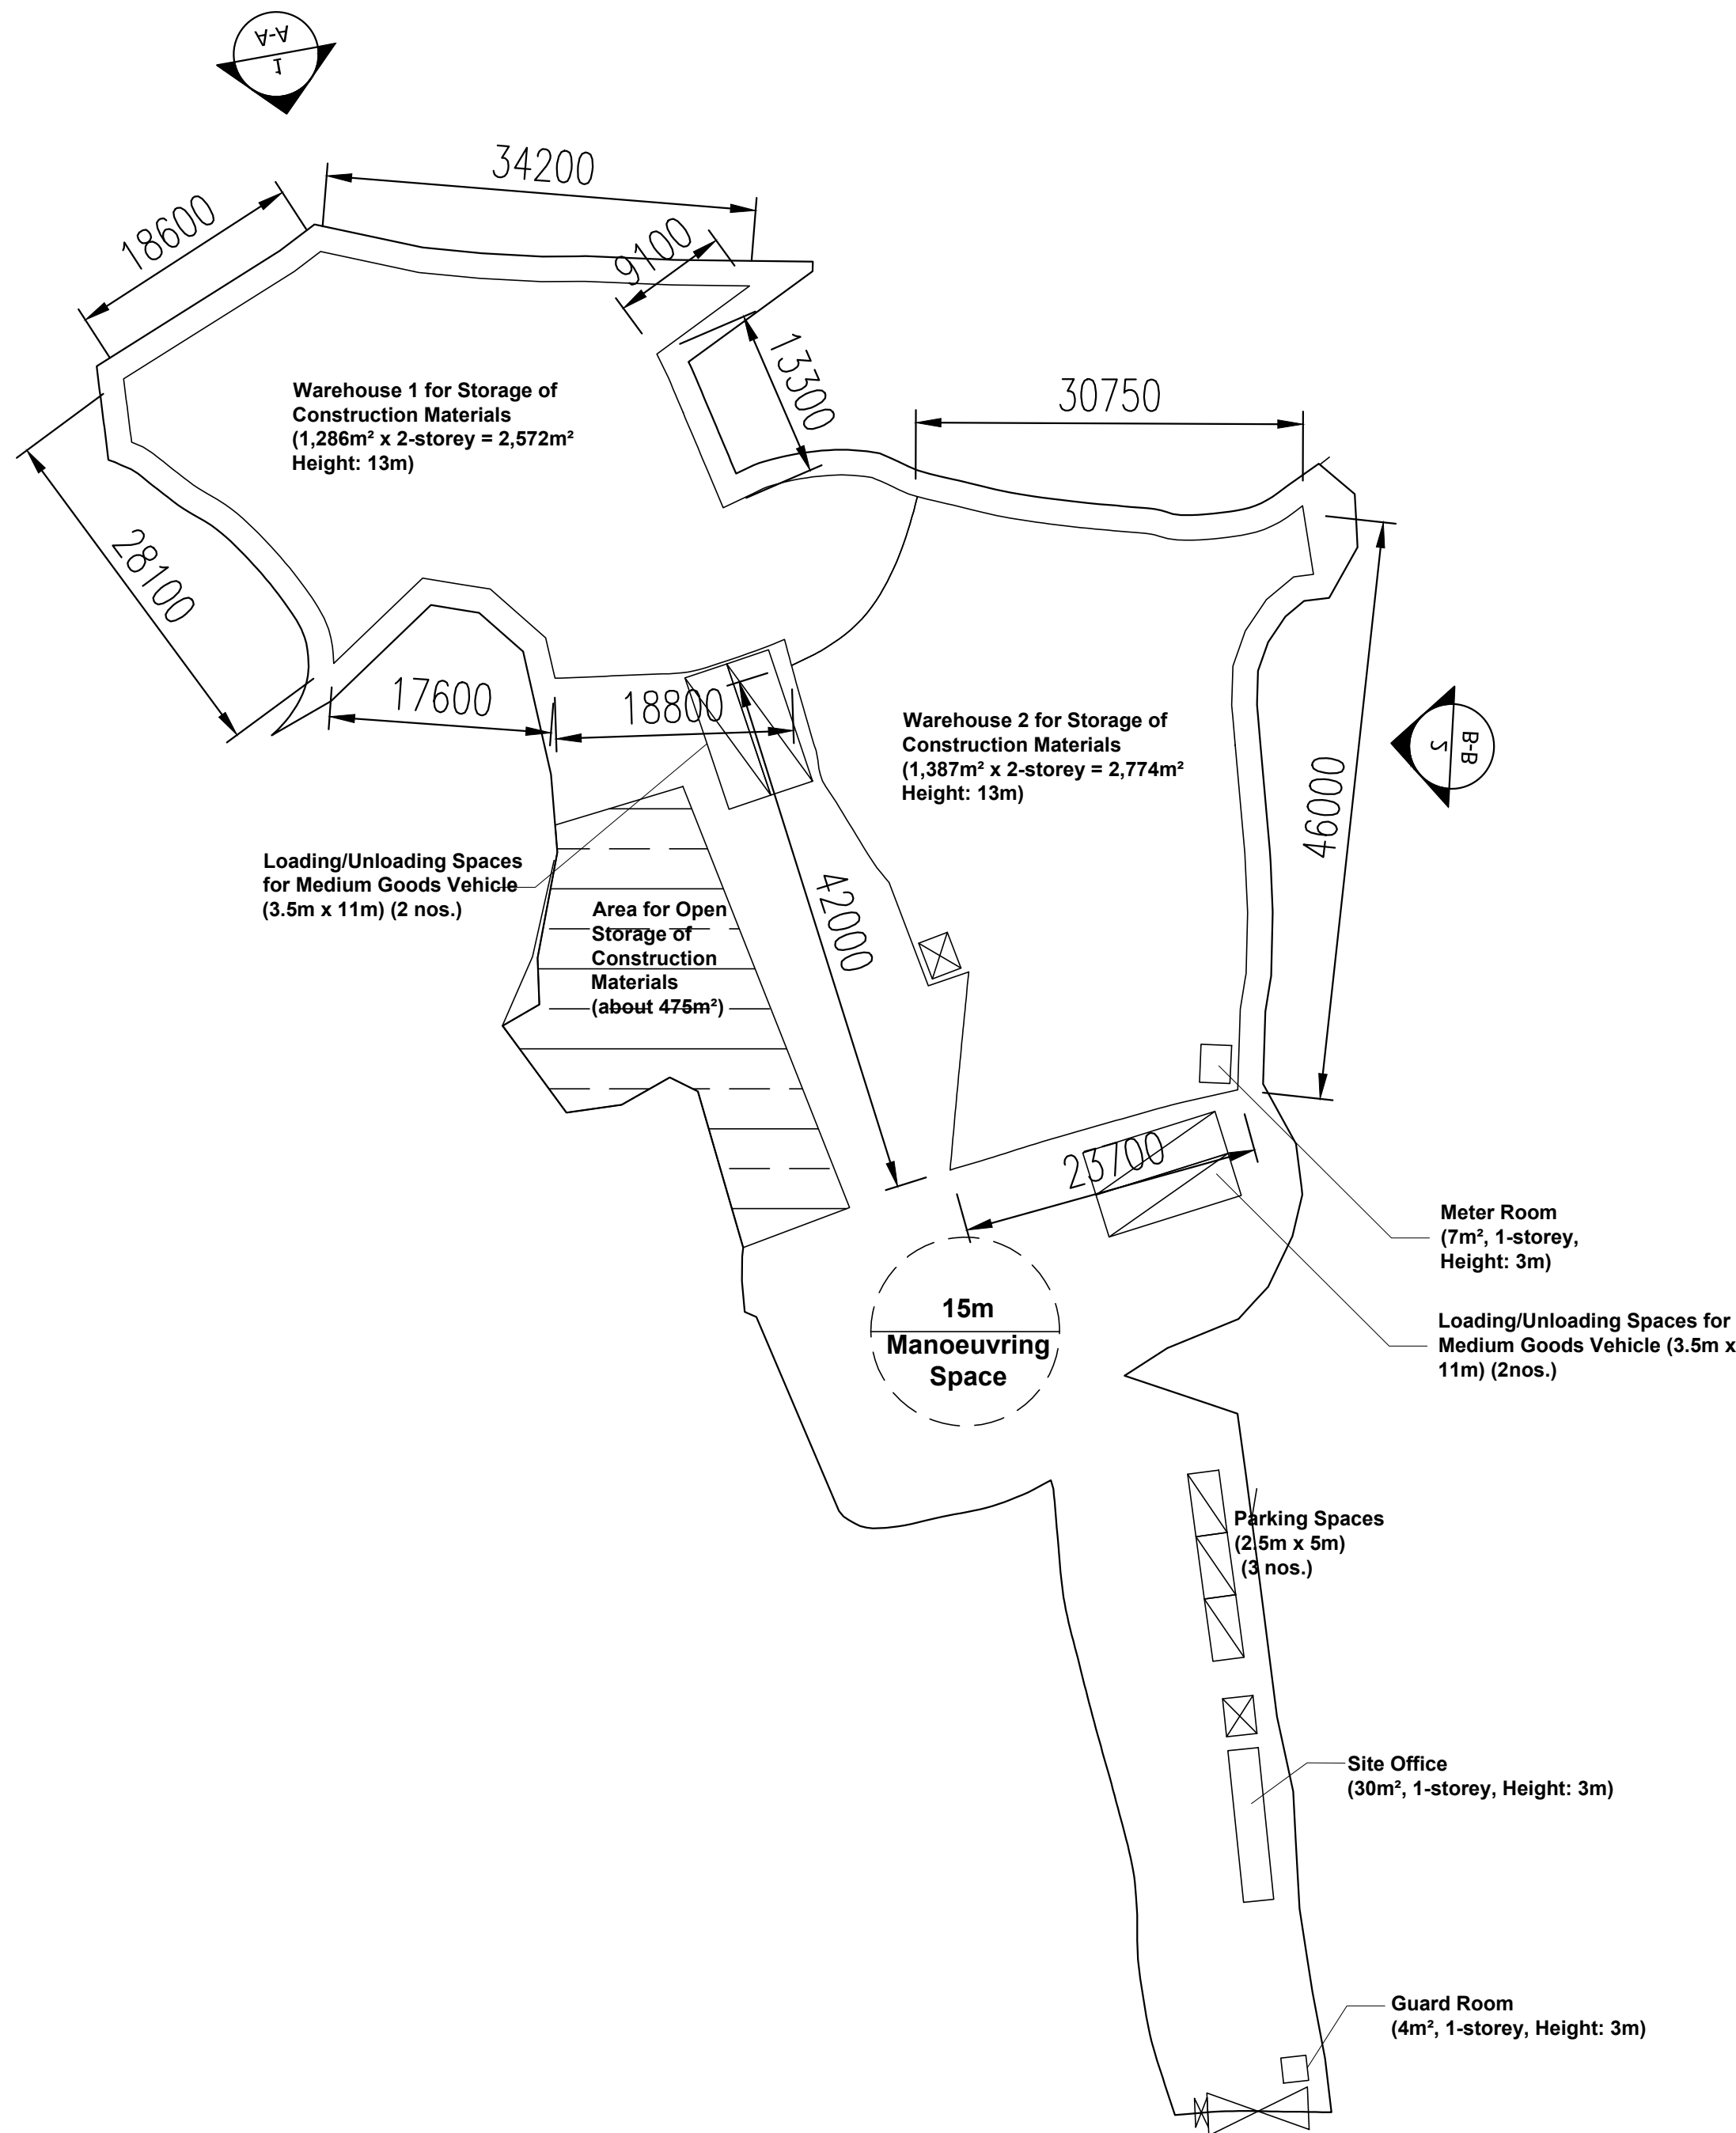 A-A
1
34200
18600
9100
13300
30750
Warehouse 1 for Storage of
Construction Materials
(1,286m² x 2-storey = 2,572m²
Height: 13m)
28100
17600
18800
Warehouse 2 for Storage of
Construction Materials
(1,387m² x 2-storey = 2,774m²
Height: 13m)
B-B
2
46000
Loading/Unloading Spaces
for Medium Goods Vehicle
(3.5m x 11m) (2 nos.)
42000
Area for Open
Storage of
Construction
Materials
(about 475m²)
23700
Meter Room
(7m², 1-storey,
Height: 3m)
15m
Manoeuvring
Space
Loading/Unloading Spaces for
Medium Goods Vehicle (3.5m x
11m) (2nos.)
Parking Spaces
(2.5m x 5m)
(3 nos.)
Site Office
(30m², 1-storey, Height: 3m)
Guard Room
(4m², 1-storey, Height: 3m)